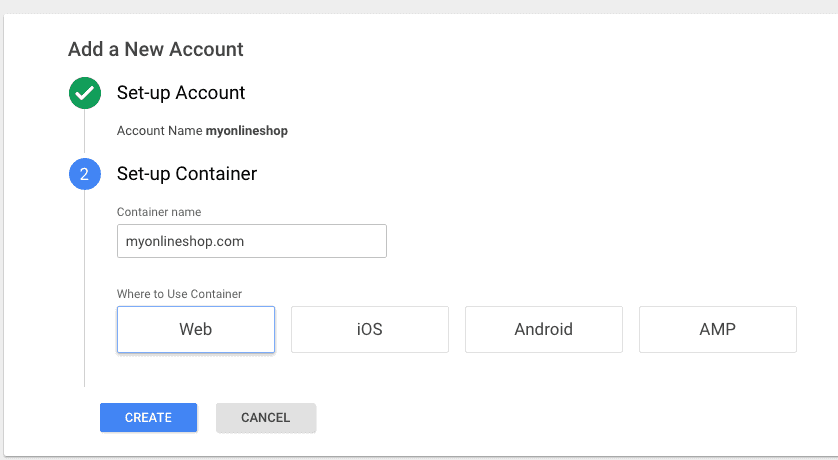 Add a New Account
Set-up Account
Account Name myonlineshop
2 Set-up Container
Container name
myonlineshop.com
Where to Use Container
Web iOS Android AMP
CREATE CANCEL